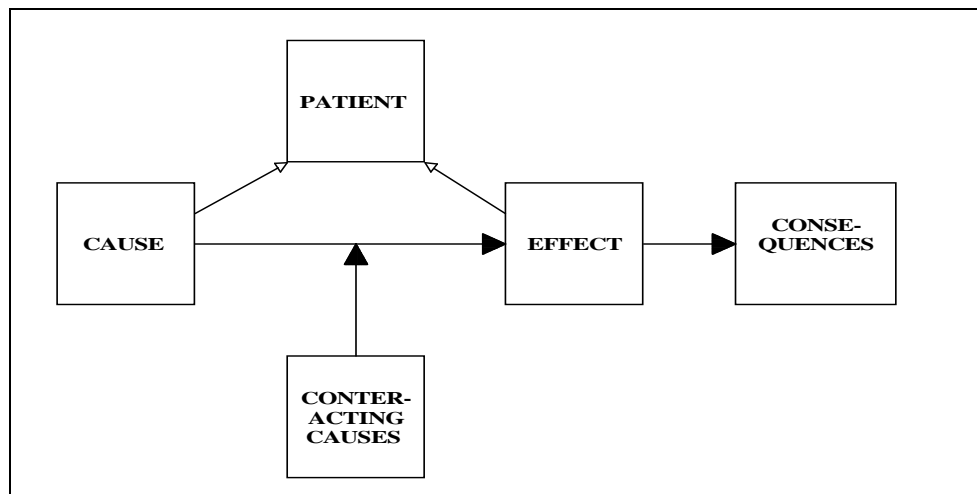 PATIENT
CAUSE
EFFECT
CONSE-
QUENCES
CONTER-
ACTING
CAUSES